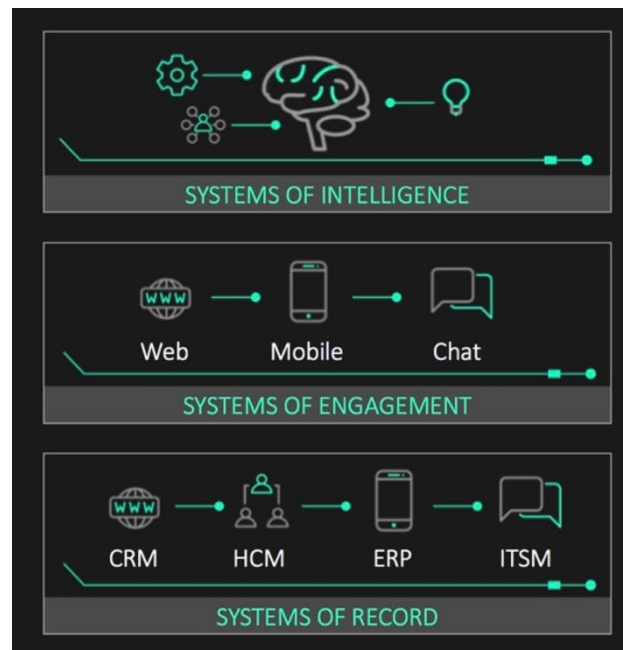 SYSTEMS OF INTELLIGENCE
WWW
Web Mobile Chat
SYSTEMS OF ENGAGEMENT
WWW
CRM HCM ERP ITSM
SYSTEMS OF RECORD